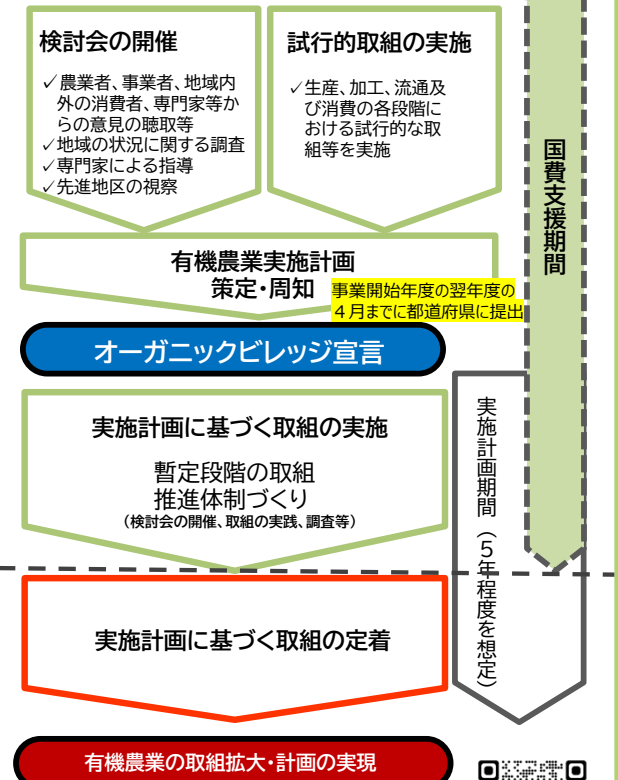 検討会の開催
✓農業者、事業者、地域内
外の消費者、専門家等か
らの意見の聴取等
✓地域の状況に関する調査
✓専門家による指導
✓先進地区の視察
試行的取組の実施
✓生産、加工、流通及
び消費の各段階に
おける試行的な取
組等を実施
国費支援期間
有機農業実施計画
策定・周知
事業開始年度の翌年度の
４月までに都道府県に提出
オーガニックビレッジ宣言
実施計画に基づく取組の実施
暫定段階の取組
推進体制づくり
（検討会の開催、取組の実践、調査等）
実施計画期間（５年程度を想定）
実施計画に基づく取組の定着
有機農業の取組拡大・計画の実現